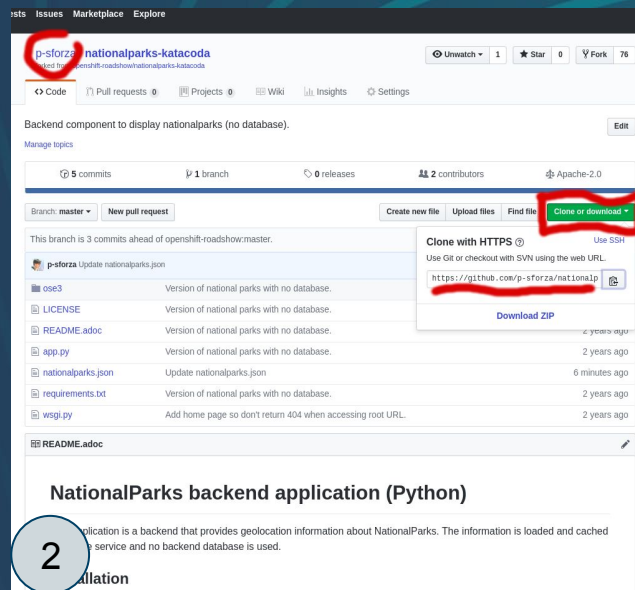 ests Issues Marketplace Explore
p-sforza nationalparks-katacoda
Unwatch 1 Star 0 Fork 76
rked from openshift-roadshow/nationalparks-katacoda
Code Pull requests 0 Projects 0 Wiki Insights Settings
Backend component to display nationalparks (no database). Edit
Manage topics
5 commits 1 branch 0 releases 2 contributors Apache-2.0
Branch: master New pull request Create new file Upload files Find file Clone or download
This branch is 3 commits ahead of openshift-roadshow:master.
Clone with HTTPS Use SSH
Use Git or checkout with SVN using the web URL.
https://github.com/p-sforza/nationalp
Download ZIP
p-sforza Update nationalparks.json
ose3 Version of national parks with no database.
LICENSE Version of national parks with no database.
README.adoc Version of national parks with no database. 2 years ago
app.py Version of national parks with no database. 2 years ago
nationalparks.json Update nationalparks.json 6 minutes ago
requirements.txt Version of national parks with no database. 2 years ago
wsgi.py Add home page so don't return 404 when accessing root URL. 2 years ago
README.adoc
NationalParks backend application (Python)
plication is a backend that provides geolocation information about NationalParks. The information is loaded and cached
service and no backend database is used.
2
allation